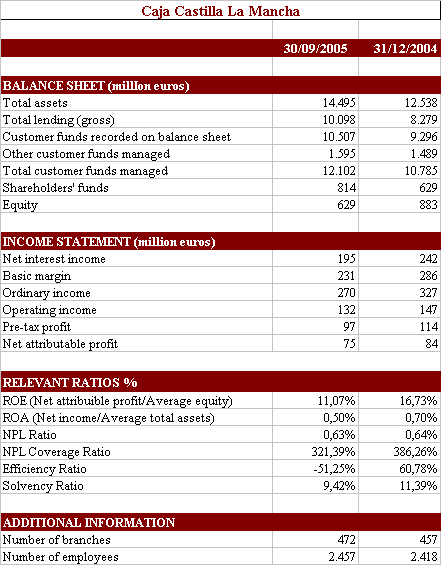 Caja Castilla La Mancha
30/09/2005 31/12/2004
BALANCE SHEET (million euros)
Total assets 14.495 12.538
Total lending (gross) 10.098 8.279
Customer funds recorded on balance sheet 10.507 9.296
Other customer funds managed 1.595 1.489
Total customer funds managed 12.102 10.785
Shareholders' funds 814 629
Equity 629 883
INCOME STATEMENT (million euros)
Net interest income 195 242
Basic margin 231 286
Ordinary income 270 327
Operating income 132 147
Pre-tax profit 97 114
Net attributable profit 75 84
RELEVANT RATIOS %
ROE (Net attribuible profit/Average equity) 11,07% 16,73%
ROA (Net income/Average total assets) 0,50% 0,70%
NPL Ratio 0,63% 0,64%
NPL Coverage Ratio 321,39% 386,26%
Efficiency Ratio -51,25% 60,78%
Solvency Ratio 9,42% 11,39%
ADDITIONAL INFORMATION
Number of branches 472 457
Number of employees 2.457 2.418